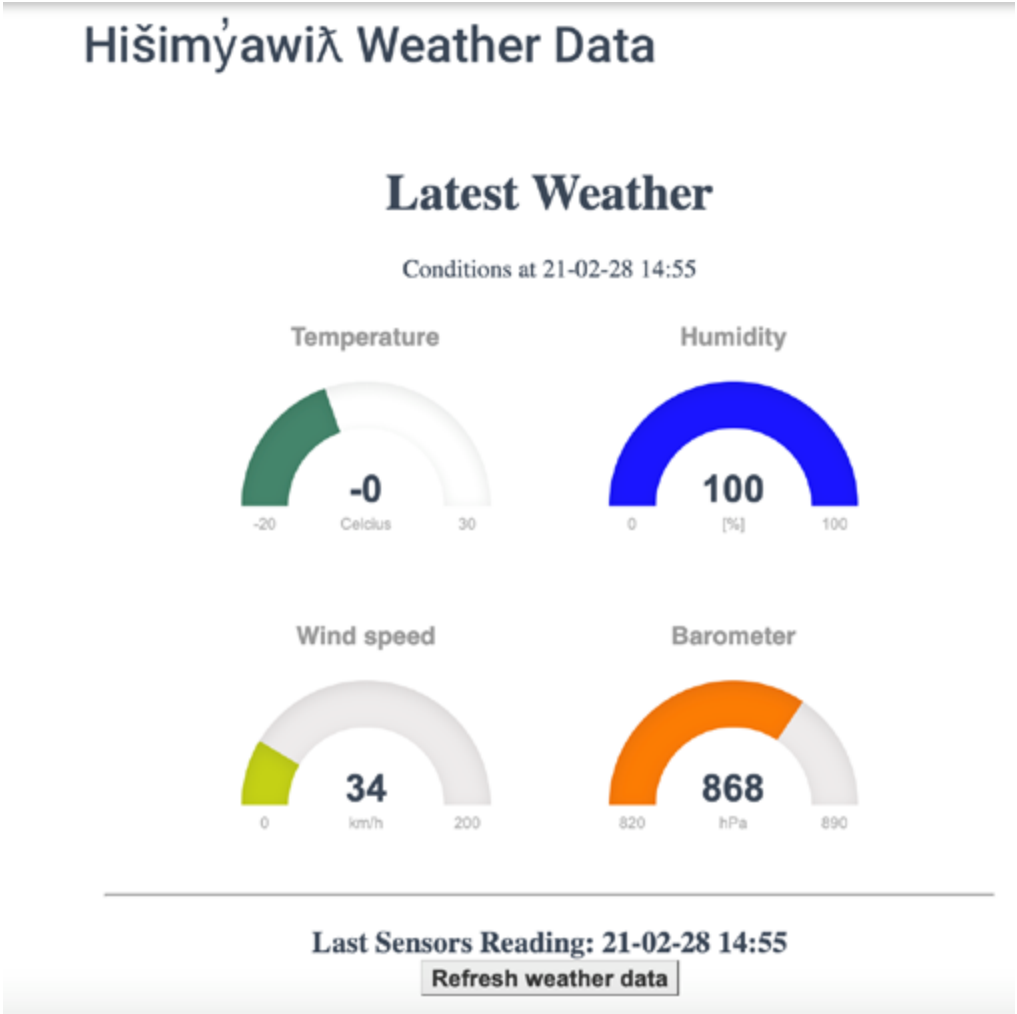 Hišimy̓awiƛ Weather Data
Latest Weather
Conditions at 21-02-28 14:55
Temperature
-0
-20 Celcius 30
Humidity
100
0 [%] 100
Wind speed
34
0 km/h 200
Barometer
868
820 hPa 890
Last Sensors Reading: 21-02-28 14:55
Refresh weather data